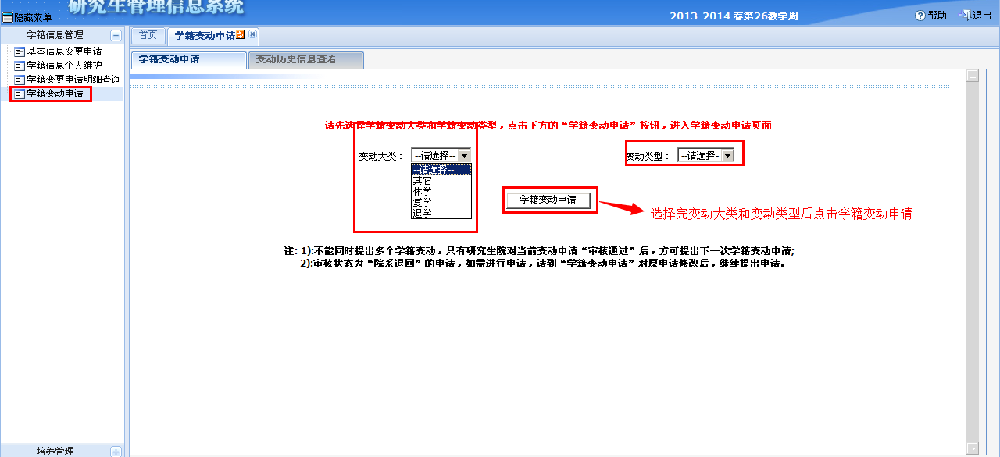 研究生管理信息系统
隐藏菜单
2013-2014 春第26教学周
帮助
退出
学籍信息管理
基本信息变更申请
学籍信息个人维护
学籍变更申请明细查询
学籍变动申请
培养管理
首页
学籍变动申请
学籍变动申请
变动历史信息查看
请先选择学籍变动大类和学籍变动类型，点击下方的“学籍变动申请”按钮，进入学籍变动申请页面
变动大类： --请选择--
变动类型： --请选择-
--请选择--
其它
休学
复学
退学
学籍变动申请
选择完变动大类和变动类型后点击学籍变动申请
注: 1):不能同时提出多个学籍变动，只有研究生院对当前变动申请“审核通过”后，方可提出下一次学籍变动申请;
2):审核状态为“院系退回”的申请，如需进行申请，请到“学籍变动申请”对原申请修改后，继续提出申请。